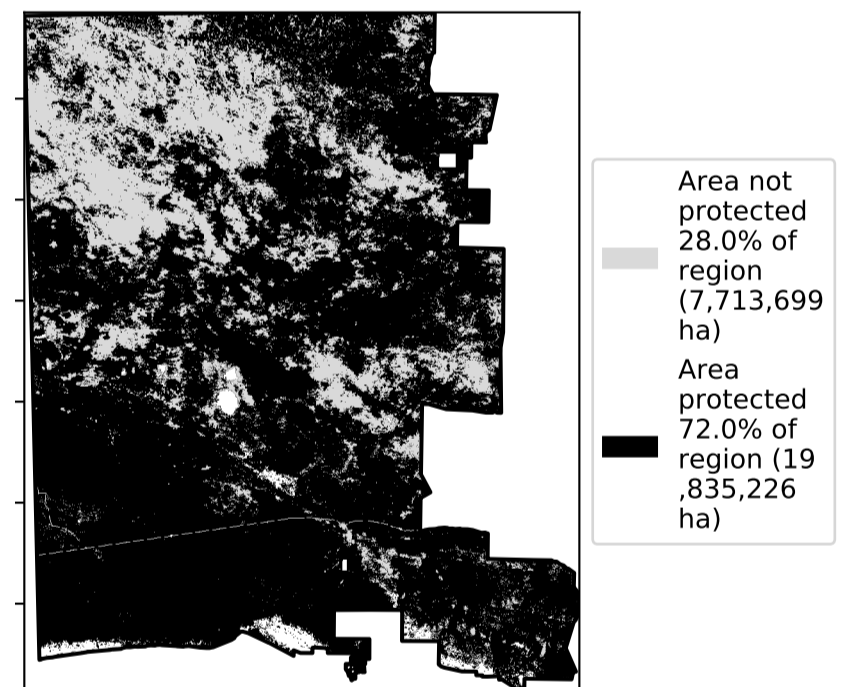 Area not
protected
28.0% of
region
(7,713,699
ha)
Area
protected
72.0% of
region (19
,835,226
ha)